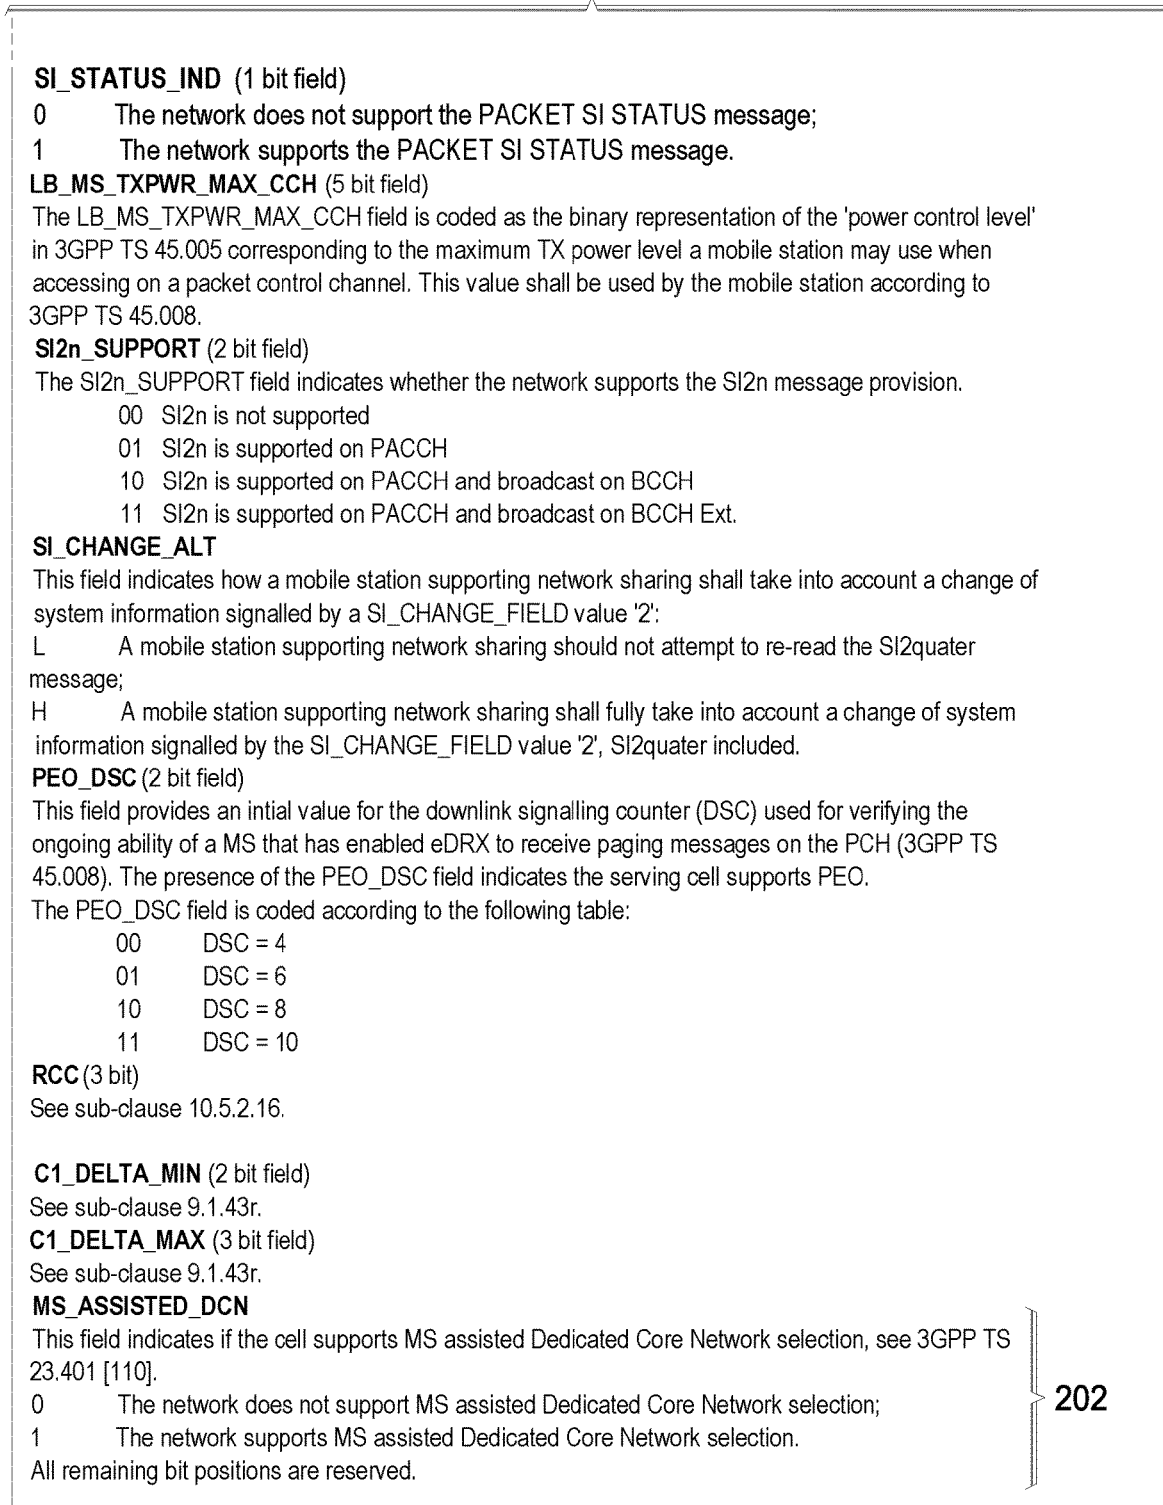 SI_STATUS_IND (1 bit field)
0 The network does not support the PACKET SI STATUS message;
1 The network supports the PACKET SI STATUS message.
LB_MS_TXPWR_MAX_CCH (5 bit field)
The LB_MS_TXPWR_MAX_CCH field is coded as the binary representation of the 'power control level'
in 3GPP TS 45.005 corresponding to the maximum TX power level a mobile station may use when
accessing on a packet control channel. This value shall be used by the mobile station according to
3GPP TS 45.008.
SI2n_SUPPORT (2 bit field)
The SI2n_SUPPORT field indicates whether the network supports the SI2n message provision.
00 SI2n is not supported
01 SI2n is supported on PACCH
10 SI2n is supported on PACCH and broadcast on BCCH
11 SI2n is supported on PACCH and broadcast on BCCH Ext.
SI_CHANGE_ALT
This field indicates how a mobile station supporting network sharing shall take into account a change of
system information signalled by a SI_CHANGE_FIELD value '2':
L A mobile station supporting network sharing should not attempt to re-read the SI2quater
message;
H A mobile station supporting network sharing shall fully take into account a change of system
information signalled by the SI_CHANGE_FIELD value '2', SI2quater included.
PEO_DSC (2 bit field)
This field provides an intial value for the downlink signalling counter (DSC) used for verifying the
ongoing ability of a MS that has enabled eDRX to receive paging messages on the PCH (3GPP TS
45.008). The presence of the PEO_DSC field indicates the serving cell supports PEO.
The PEO_DSC field is coded according to the following table:
00 DSC = 4
01 DSC = 6
10 DSC = 8
11 DSC = 10
RCC (3 bit)
See sub-clause 10.5.2.16.
C1_DELTA_MIN (2 bit field)
See sub-clause 9.1.43r.
C1_DELTA_MAX (3 bit field)
See sub-clause 9.1.43r.
MS_ASSISTED_DCN
This field indicates if the cell supports MS assisted Dedicated Core Network selection, see 3GPP TS
23.401 [110].
0 The network does not support MS assisted Dedicated Core Network selection;
202
1 The network supports MS assisted Dedicated Core Network selection.
All remaining bit positions are reserved.